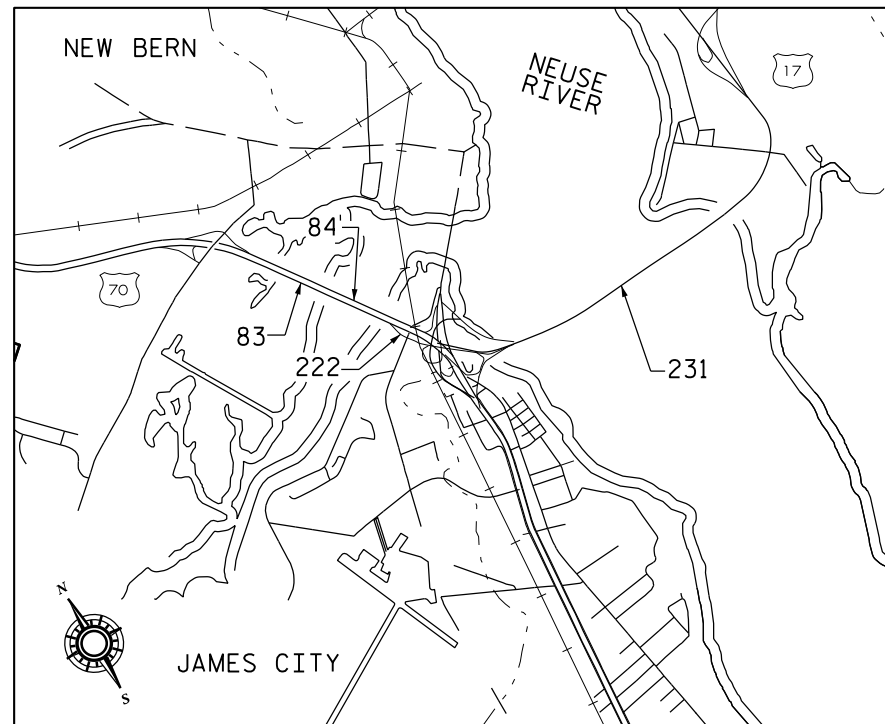 NEW BERN
NEUSE
RIVER
17
84
70
83
222
231
N
S
JAMES CITY